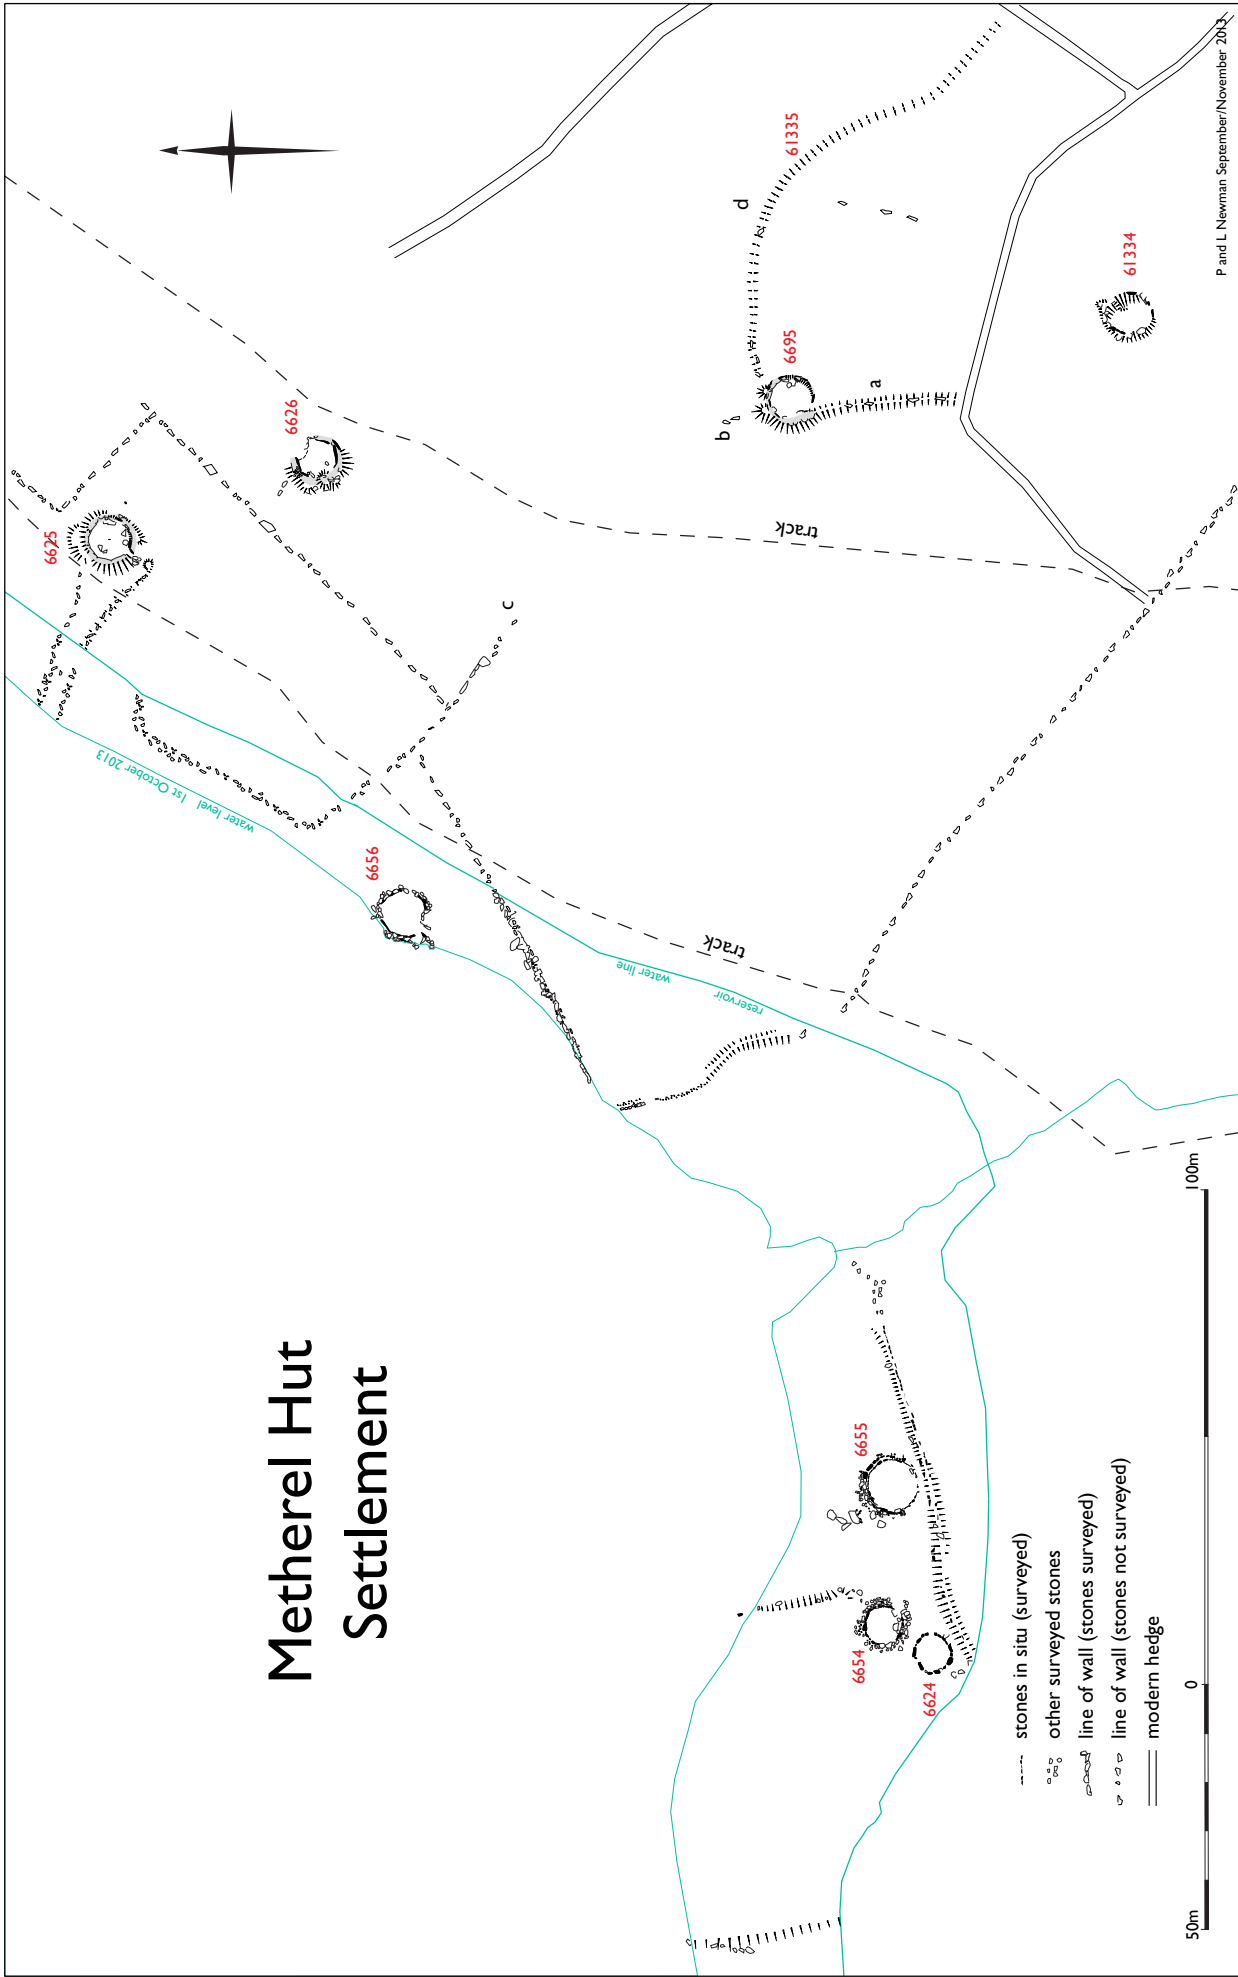 Metherel Hut
Settlement
6625
6626
6656
6695
61335
61334
6655
6654
6624
a
b
c
d
track
track
water level 1st October 2013
reservoir
water line
stones in situ (surveyed)
other surveyed stones
line of wall (stones surveyed)
line of wall (stones not surveyed)
modern hedge
50m
0
100m
P and L Newman September/November 2013